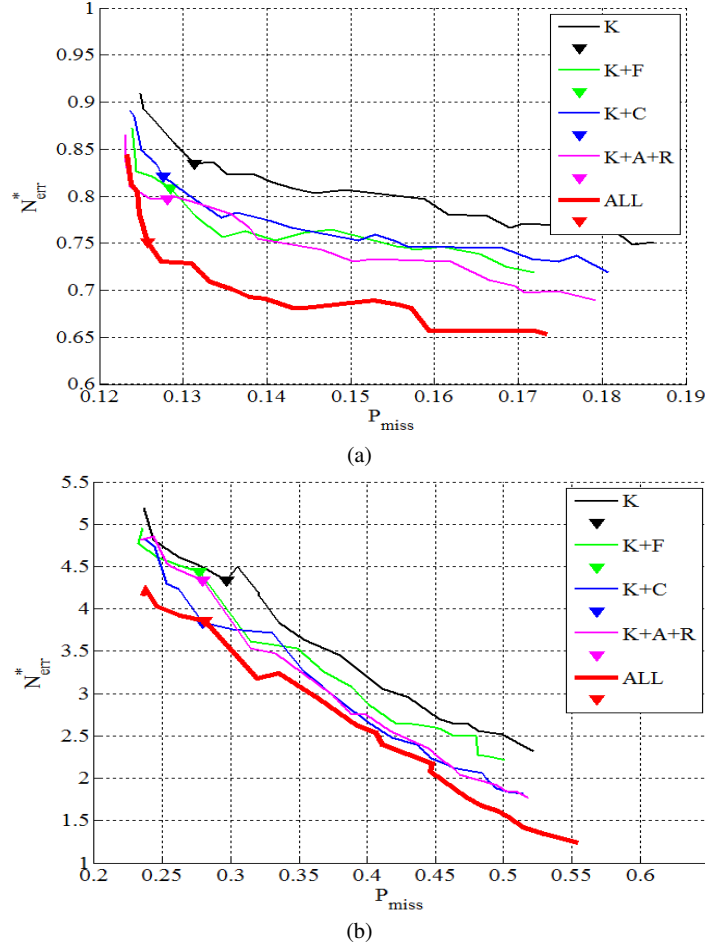 1
0.95
0.9
0.85
0.8
0.75
0.7
0.65
0.6
N*err
0.12 0.13 0.14 0.15 0.16 0.17 0.18 0.19
Pmiss
K
K+F
K+C
K+A+R
ALL
(a)
5.5
5
4.5
4
3.5
3
2.5
2
1.5
1
N*err
0.2 0.25 0.3 0.35 0.4 0.45 0.5 0.55 0.6
Pmiss
K
K+F
K+C
K+A+R
ALL
(b)